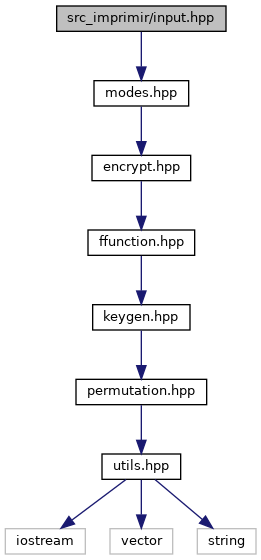 src_imprimir/input.hpp
modes.hpp
encrypt.hpp
ffunction.hpp
keygen.hpp
permutation.hpp
utils.hpp
iostream vector string